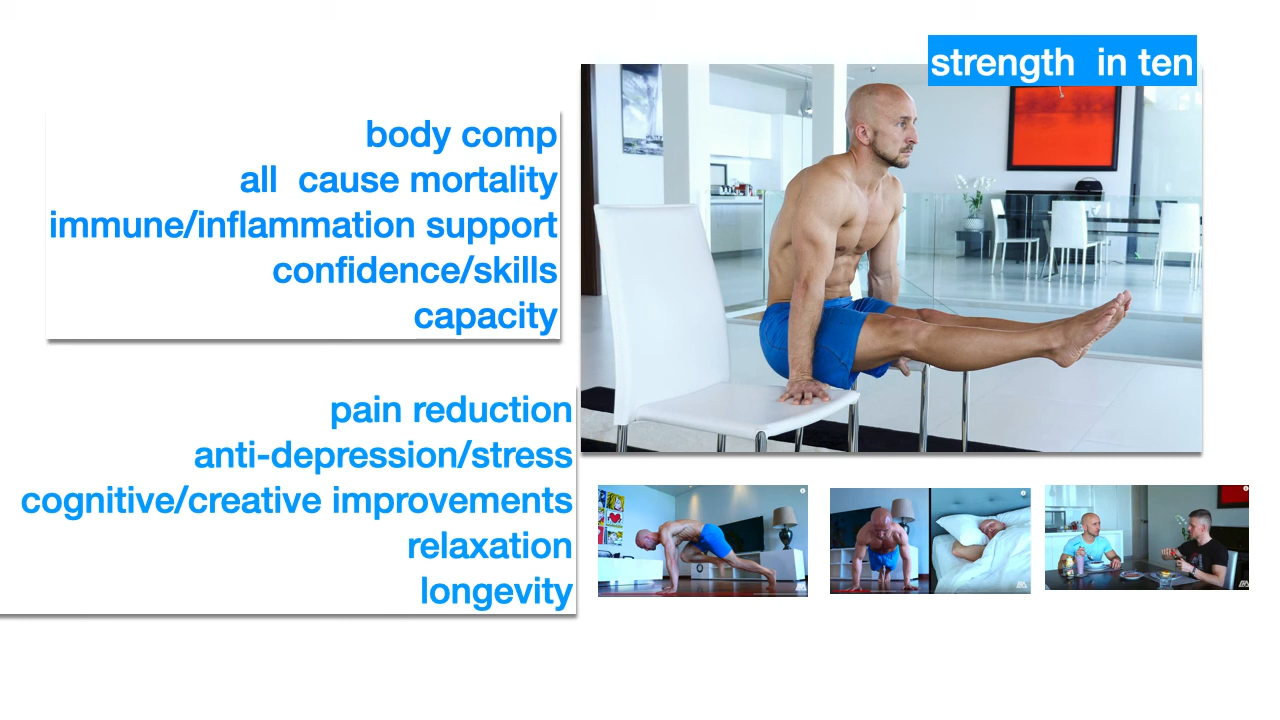 strength  in ten
body comp
all  cause mortality
immune/inflammation support
confidence/skills
capacity
pain reduction
anti-depression/stress
cognitive/creative improvements
relaxation
longevity